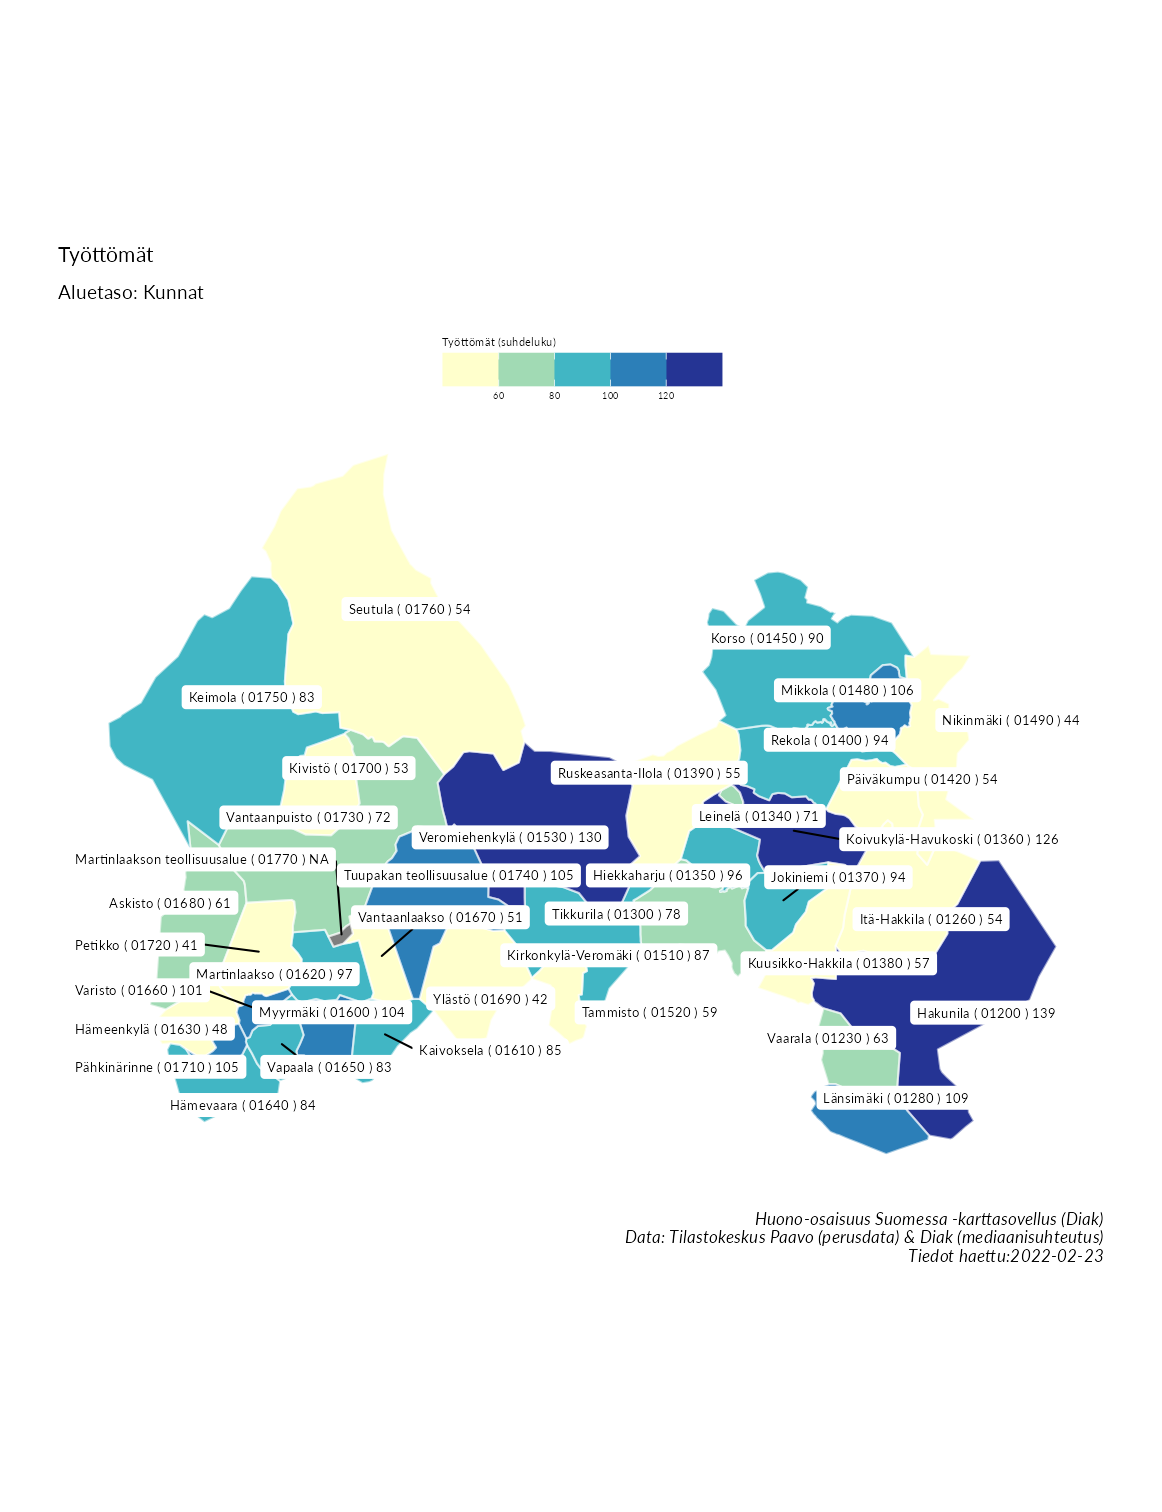 Työttömät
Aluetaso: Kunnat
Työttömät (suhdeluku)
60 80 100 120
Seutula ( 01760 ) 54
Korso ( 01450 ) 90
Keimola ( 01750 ) 83
Mikkola ( 01480 ) 106
Nikinmäki ( 01490 ) 44
Rekola ( 01400 ) 94
Kivistö ( 01700 ) 53
Ruskeasanta-Ilola ( 01390 ) 55
Päiväkumpu ( 01420 ) 54
Vantaanpuisto ( 01730 ) 72
Leinelä ( 01340 ) 71
Veromiehenkylä ( 01530 ) 130
Koivukylä-Havukoski ( 01360 ) 126
Martinlaakson teollisuusalue ( 01770 ) NA
Tuupakan teollisuusalue ( 01740 ) 105
Hiekkaharju ( 01350 ) 96
Jokiniemi ( 01370 ) 94
Askisto ( 01680 ) 61
Vantaanlaakso ( 01670 ) 51
Tikkurila ( 01300 ) 78
Itä-Hakkila ( 01260 ) 54
Petikko ( 01720 ) 41
Kirkonkylä-Veromäki ( 01510 ) 87
Kuusikko-Hakkila ( 01380 ) 57
Martinlaakso ( 01620 ) 97
Varisto ( 01660 ) 101
Ylästö ( 01690 ) 42
Myyrmäki ( 01600 ) 104
Tammisto ( 01520 ) 59
Hakunila ( 01200 ) 139
Hämeenkylä ( 01630 ) 48
Vaarala ( 01230 ) 63
Kaivoksela ( 01610 ) 85
Pähkinärinne ( 01710 ) 105
Vapaala ( 01650 ) 83
Länsimäki ( 01280 ) 109
Hämevaara ( 01640 ) 84
Huono-osaisuus Suomessa -karttasovellus (Diak)
Data: Tilastokeskus Paavo (perusdata) & Diak (mediaanisuhteutus)
Tiedot haettu:2022-02-23